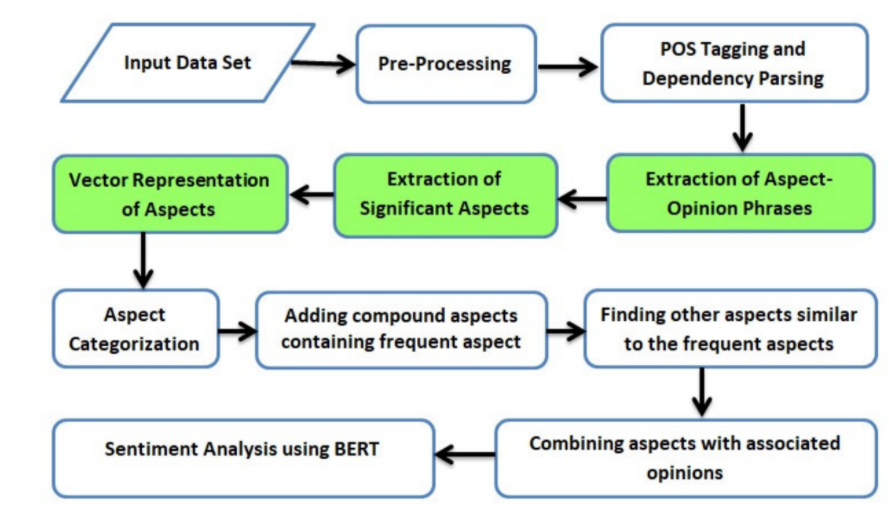 Input Data Set
Pre-Processing
POS Tagging and
Dependency Parsing
Extraction of Aspect-
Opinion Phrases
Extraction of
Significant Aspects
Vector Representation
of Aspects
Aspect
Categorization
Adding compound aspects
containing frequent aspect
Finding other aspects similar
to the frequent aspects
Combining aspects with associated
opinions
Sentiment Analysis using BERT